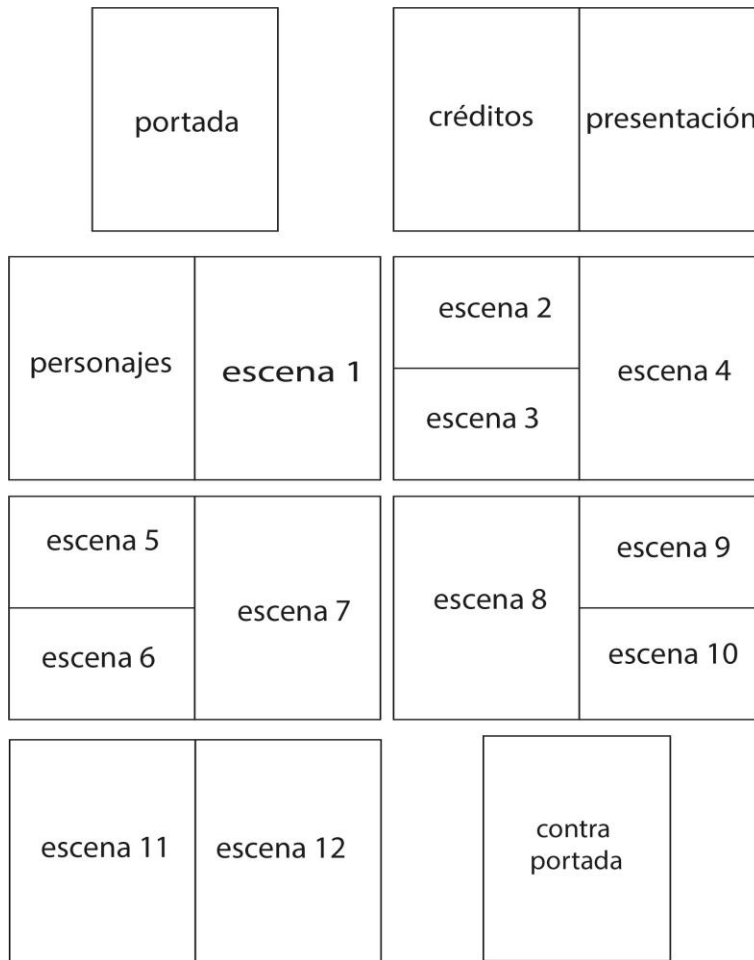 portada
créditos
presentación
personajes
escena 1
escena 2
escena 3
escena 4
escena 5
escena 6
escena 7
escena 8
escena 9
escena 10
escena 11
escena 12
contra
portada